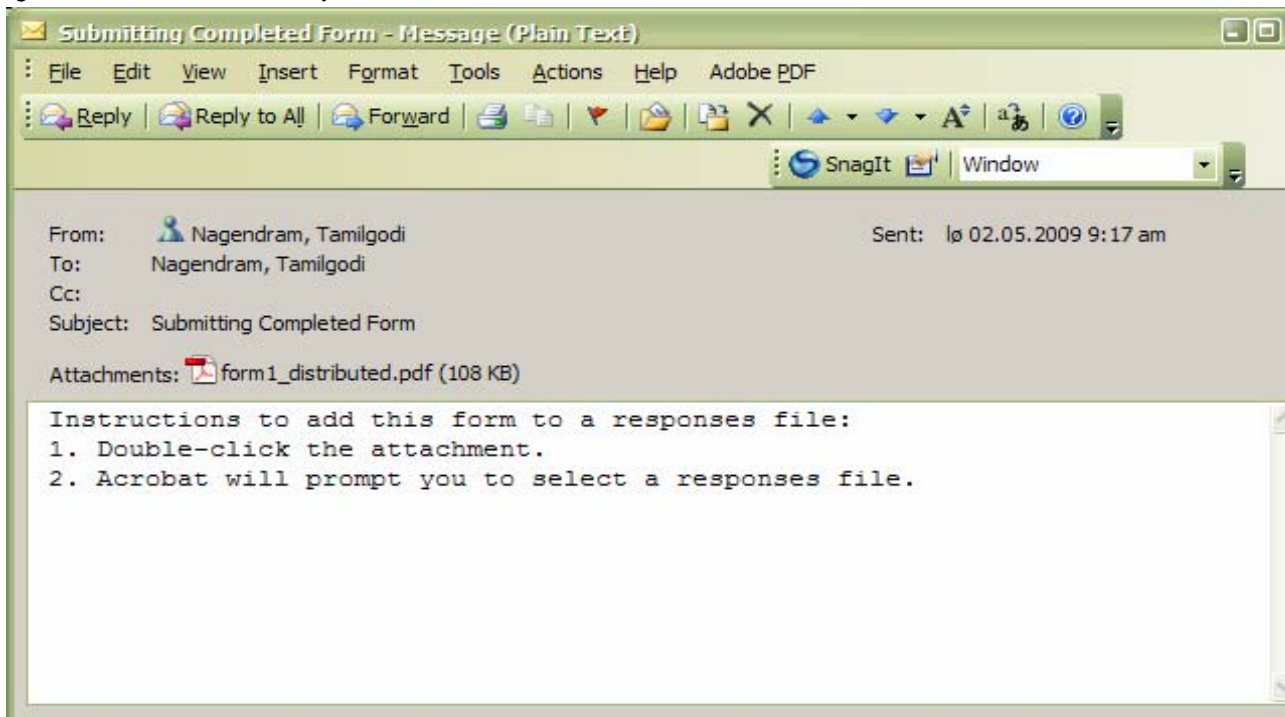 Submitting Completed Form - Message (Plain Text)
File Edit View Insert Format Tools Actions Help Adobe PDF
Reply Reply to All Forward
SnagIt Window
From: Nagendram, Tamilgodi Sent: lø 02.05.2009 9:17 am
To: Nagendram, Tamilgodi
Cc:
Subject: Submitting Completed Form
Attachments: form1_distributed.pdf (108 KB)
Instructions to add this form to a responses file:
1. Double-click the attachment.
2. Acrobat will prompt you to select a responses file.